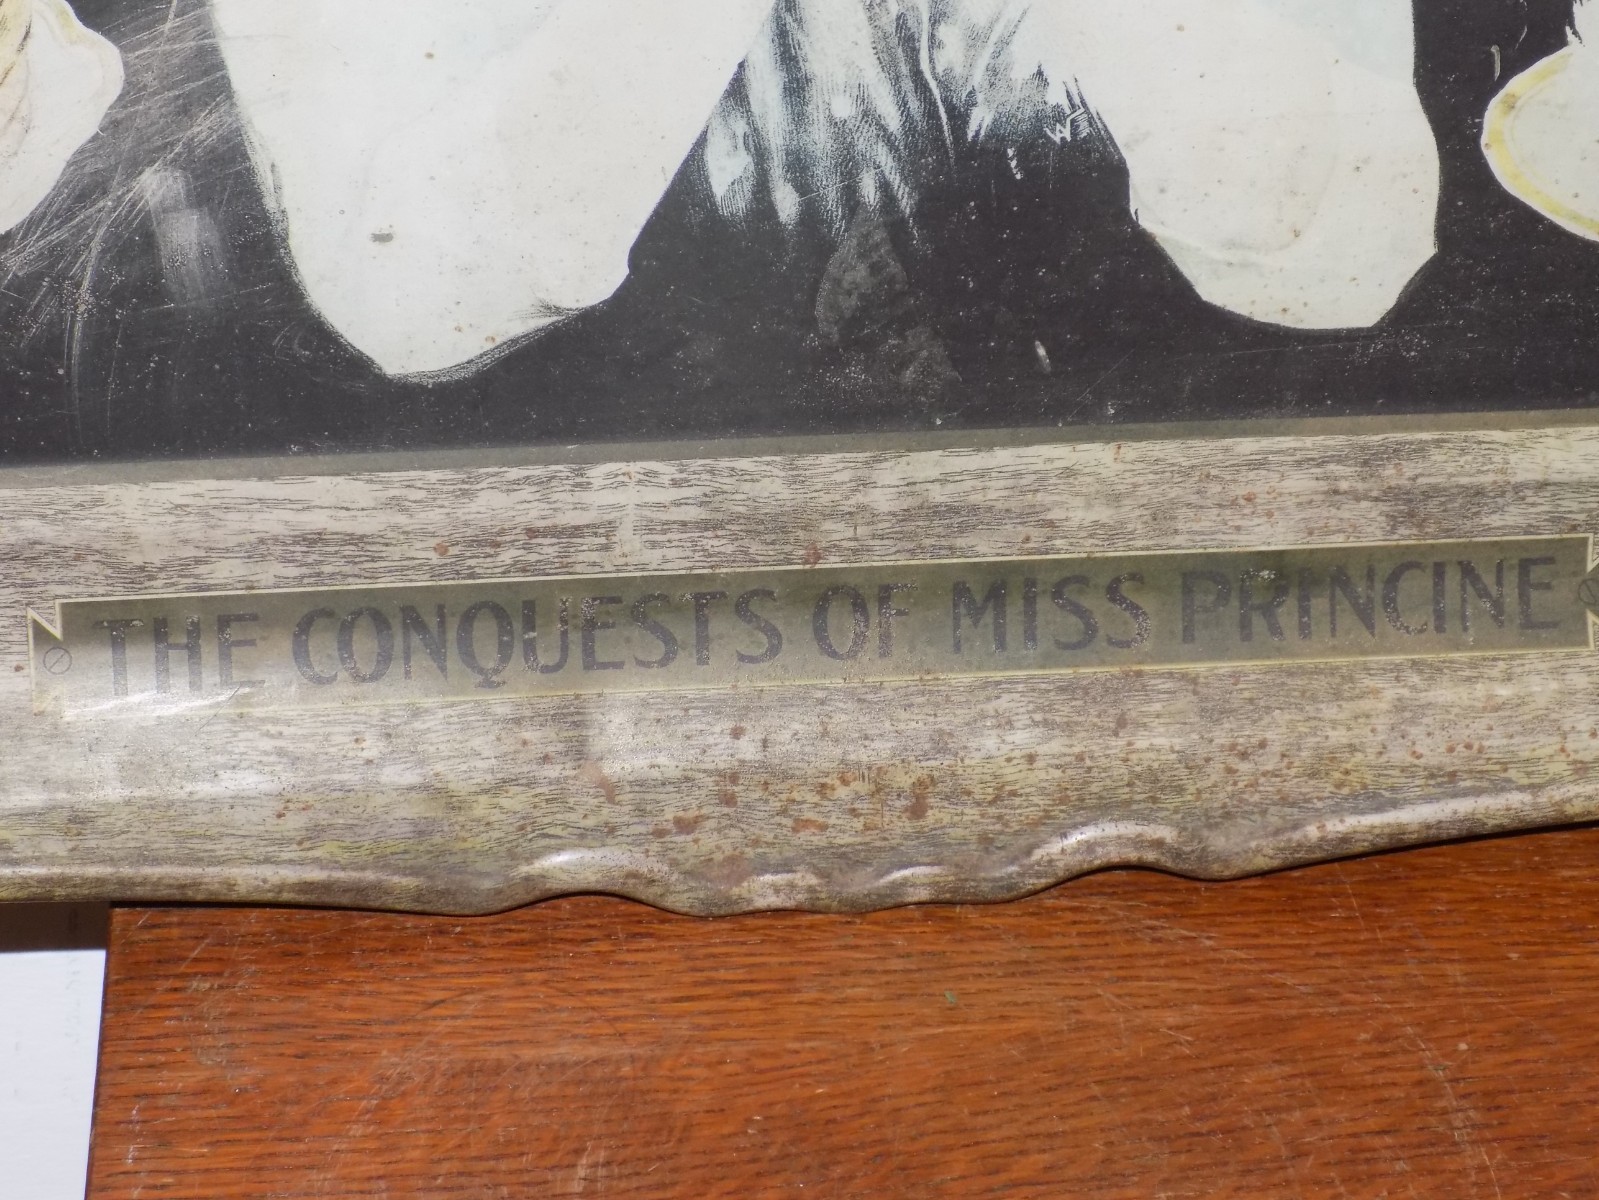 THE CONQUESTS OF MISS PRINCINE